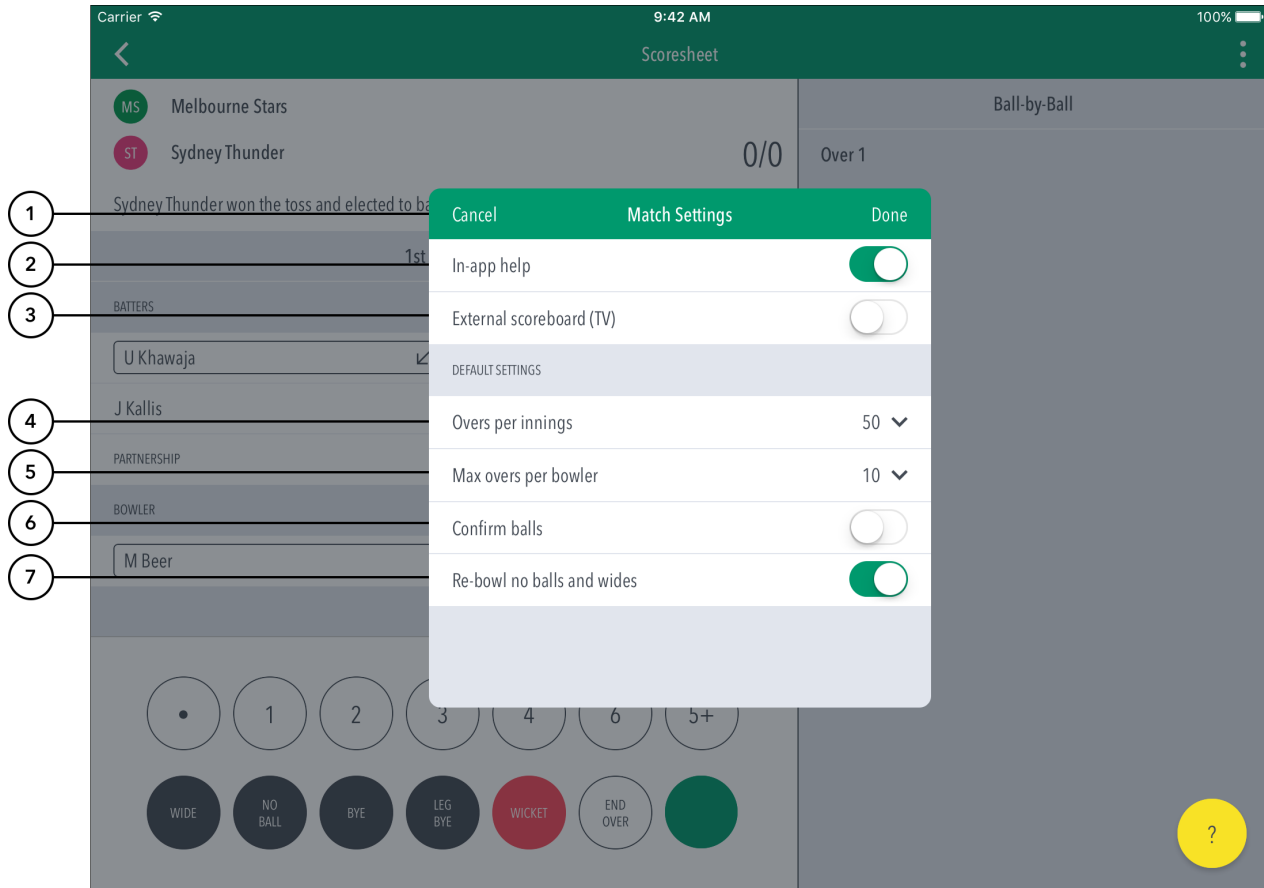 Carrier 9:42 AM 100%
Scoresheet
MS Melbourne Stars
Ball-by-Ball
ST Sydney Thunder 0/0
Over 1
Sydney Thunder won the toss and elected to
1 Cancel Match Settings Done
2 1st In-app help
3 BATTERS External scoreboard (TV)
U Khawaja
DEFAULT SETTINGS
4 J Kallis Overs per innings 50
5 PARTNERSHIP Max overs per bowler 10
6 BOWLER Confirm balls
7 M Beer Re-bowl no balls and wides
• 1 2 3 4 6 5+
WIDE NO BALL BYE LEG BYE WICKET END OVER
?